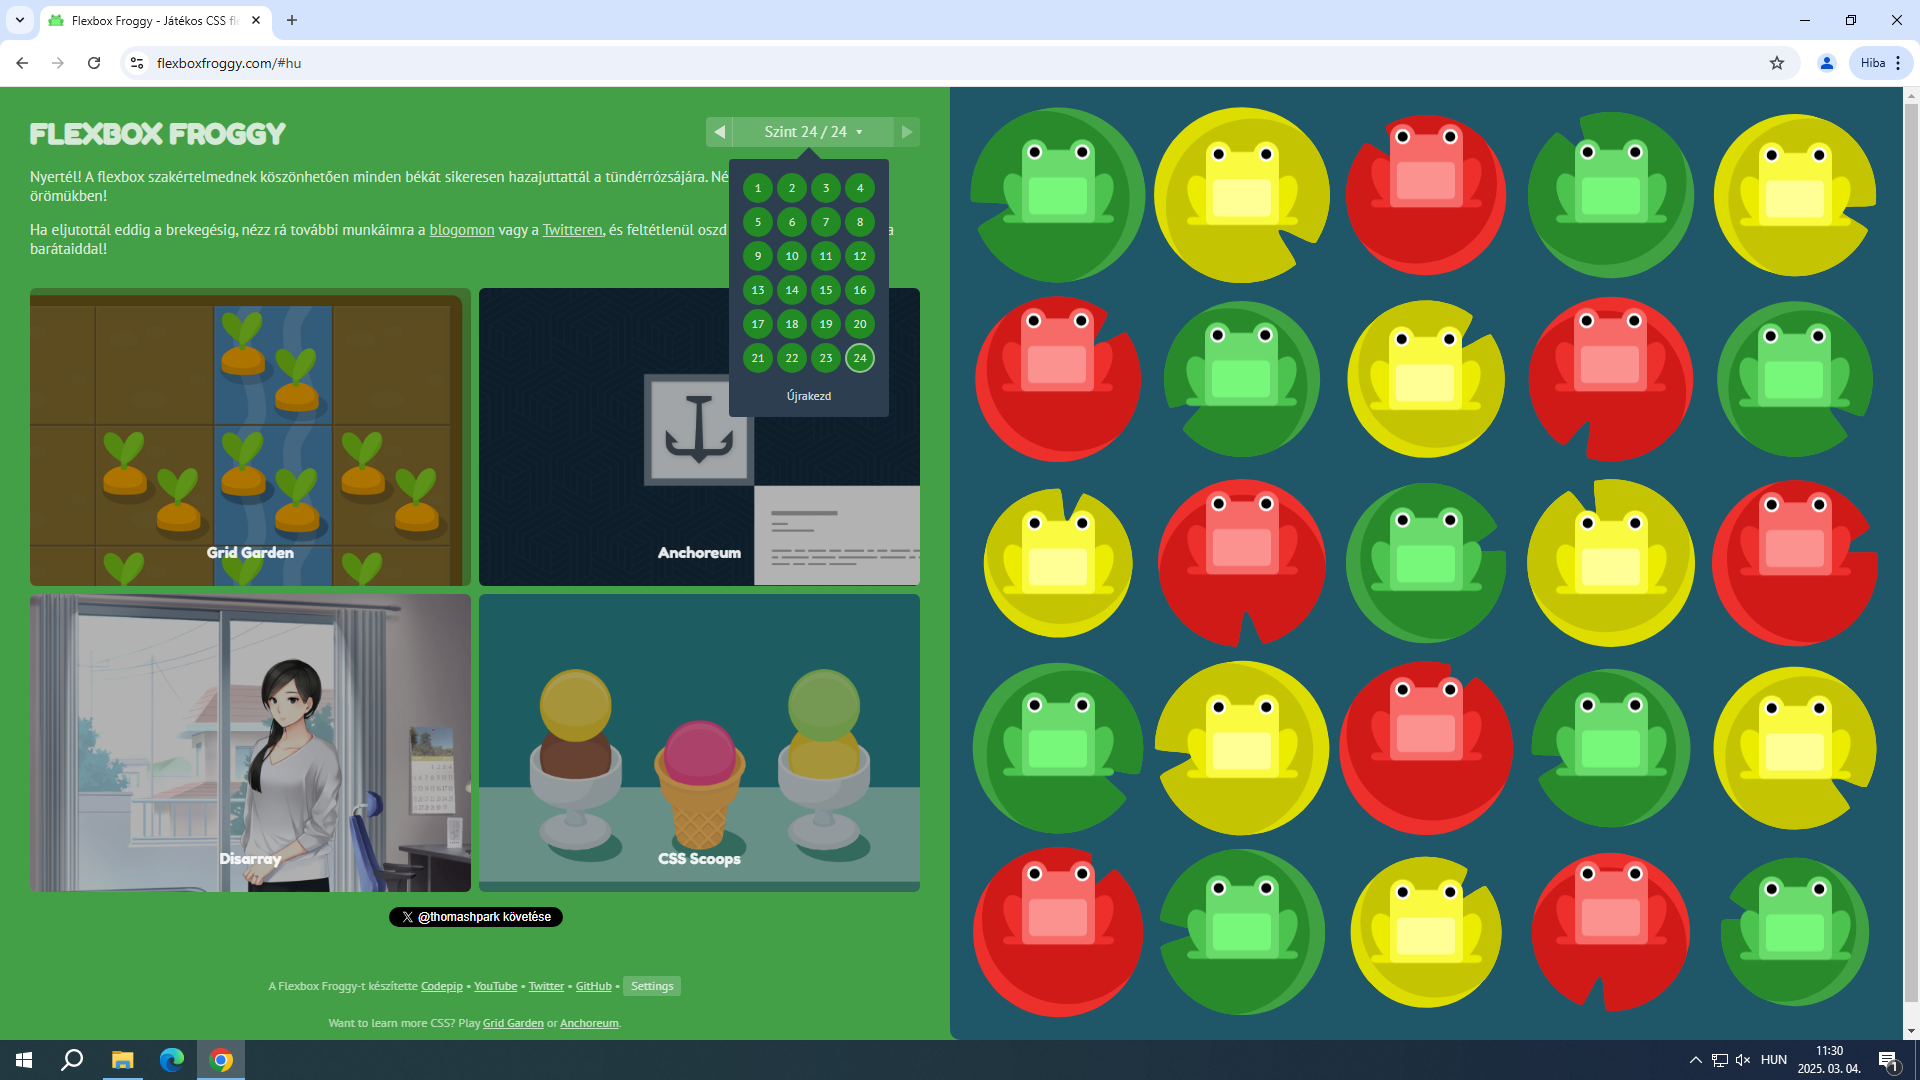 Flexbox Froggy - Játékos CSS fle
flexboxfroggy.com/#hu
Hiba
FLEXBOX FROGGY
Szint 24 / 24
Nyertél! A flexbox szakértelmednek köszönhetően minden békát sikeresen hazajuttattál a tündérrózsájára. Né
örömükben!
Ha eljutottál eddig a brekegésig, nézz rá további munkáimra a blogomon vagy a Twitteren, és feltétlenül oszd a
barátaiddal!
1 2 3 4
5 6 7 8
9 10 11 12
13 14 15 16
17 18 19 20
21 22 23 24
Újrakezd
Grid Garden
Anchoreum
Disarray
CSS Scoops
@thomashpark követése
A Flexbox Froggy-t készítette Codepip • YouTube • Twitter • GitHub • Settings
Want to learn more CSS? Play Grid Garden or Anchoreum.
HUN
11:30
2025. 03. 04.
1